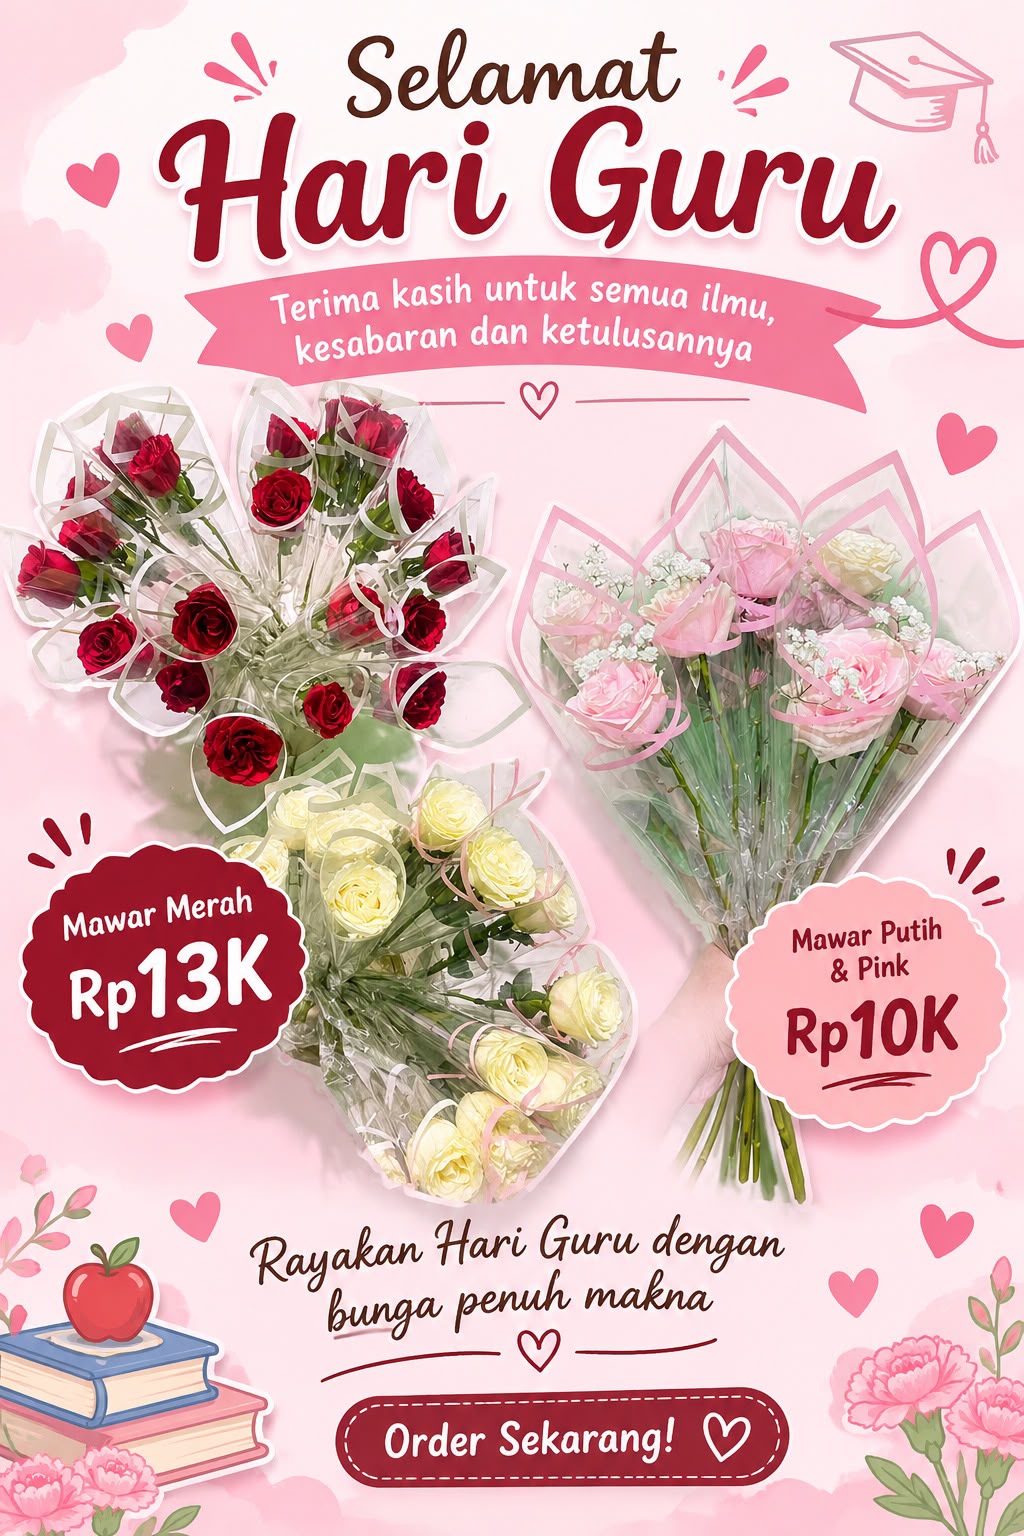 Selamat
Hari Guru
Terima kasih untuk semua ilmu,
kesabaran dan ketulusannya
Mawar Merah
Rp13K
Mawar Putih
& Pink
Rp10K
Rayakan Hari Guru dengan
bunga penuh makna
Order Sekarang!